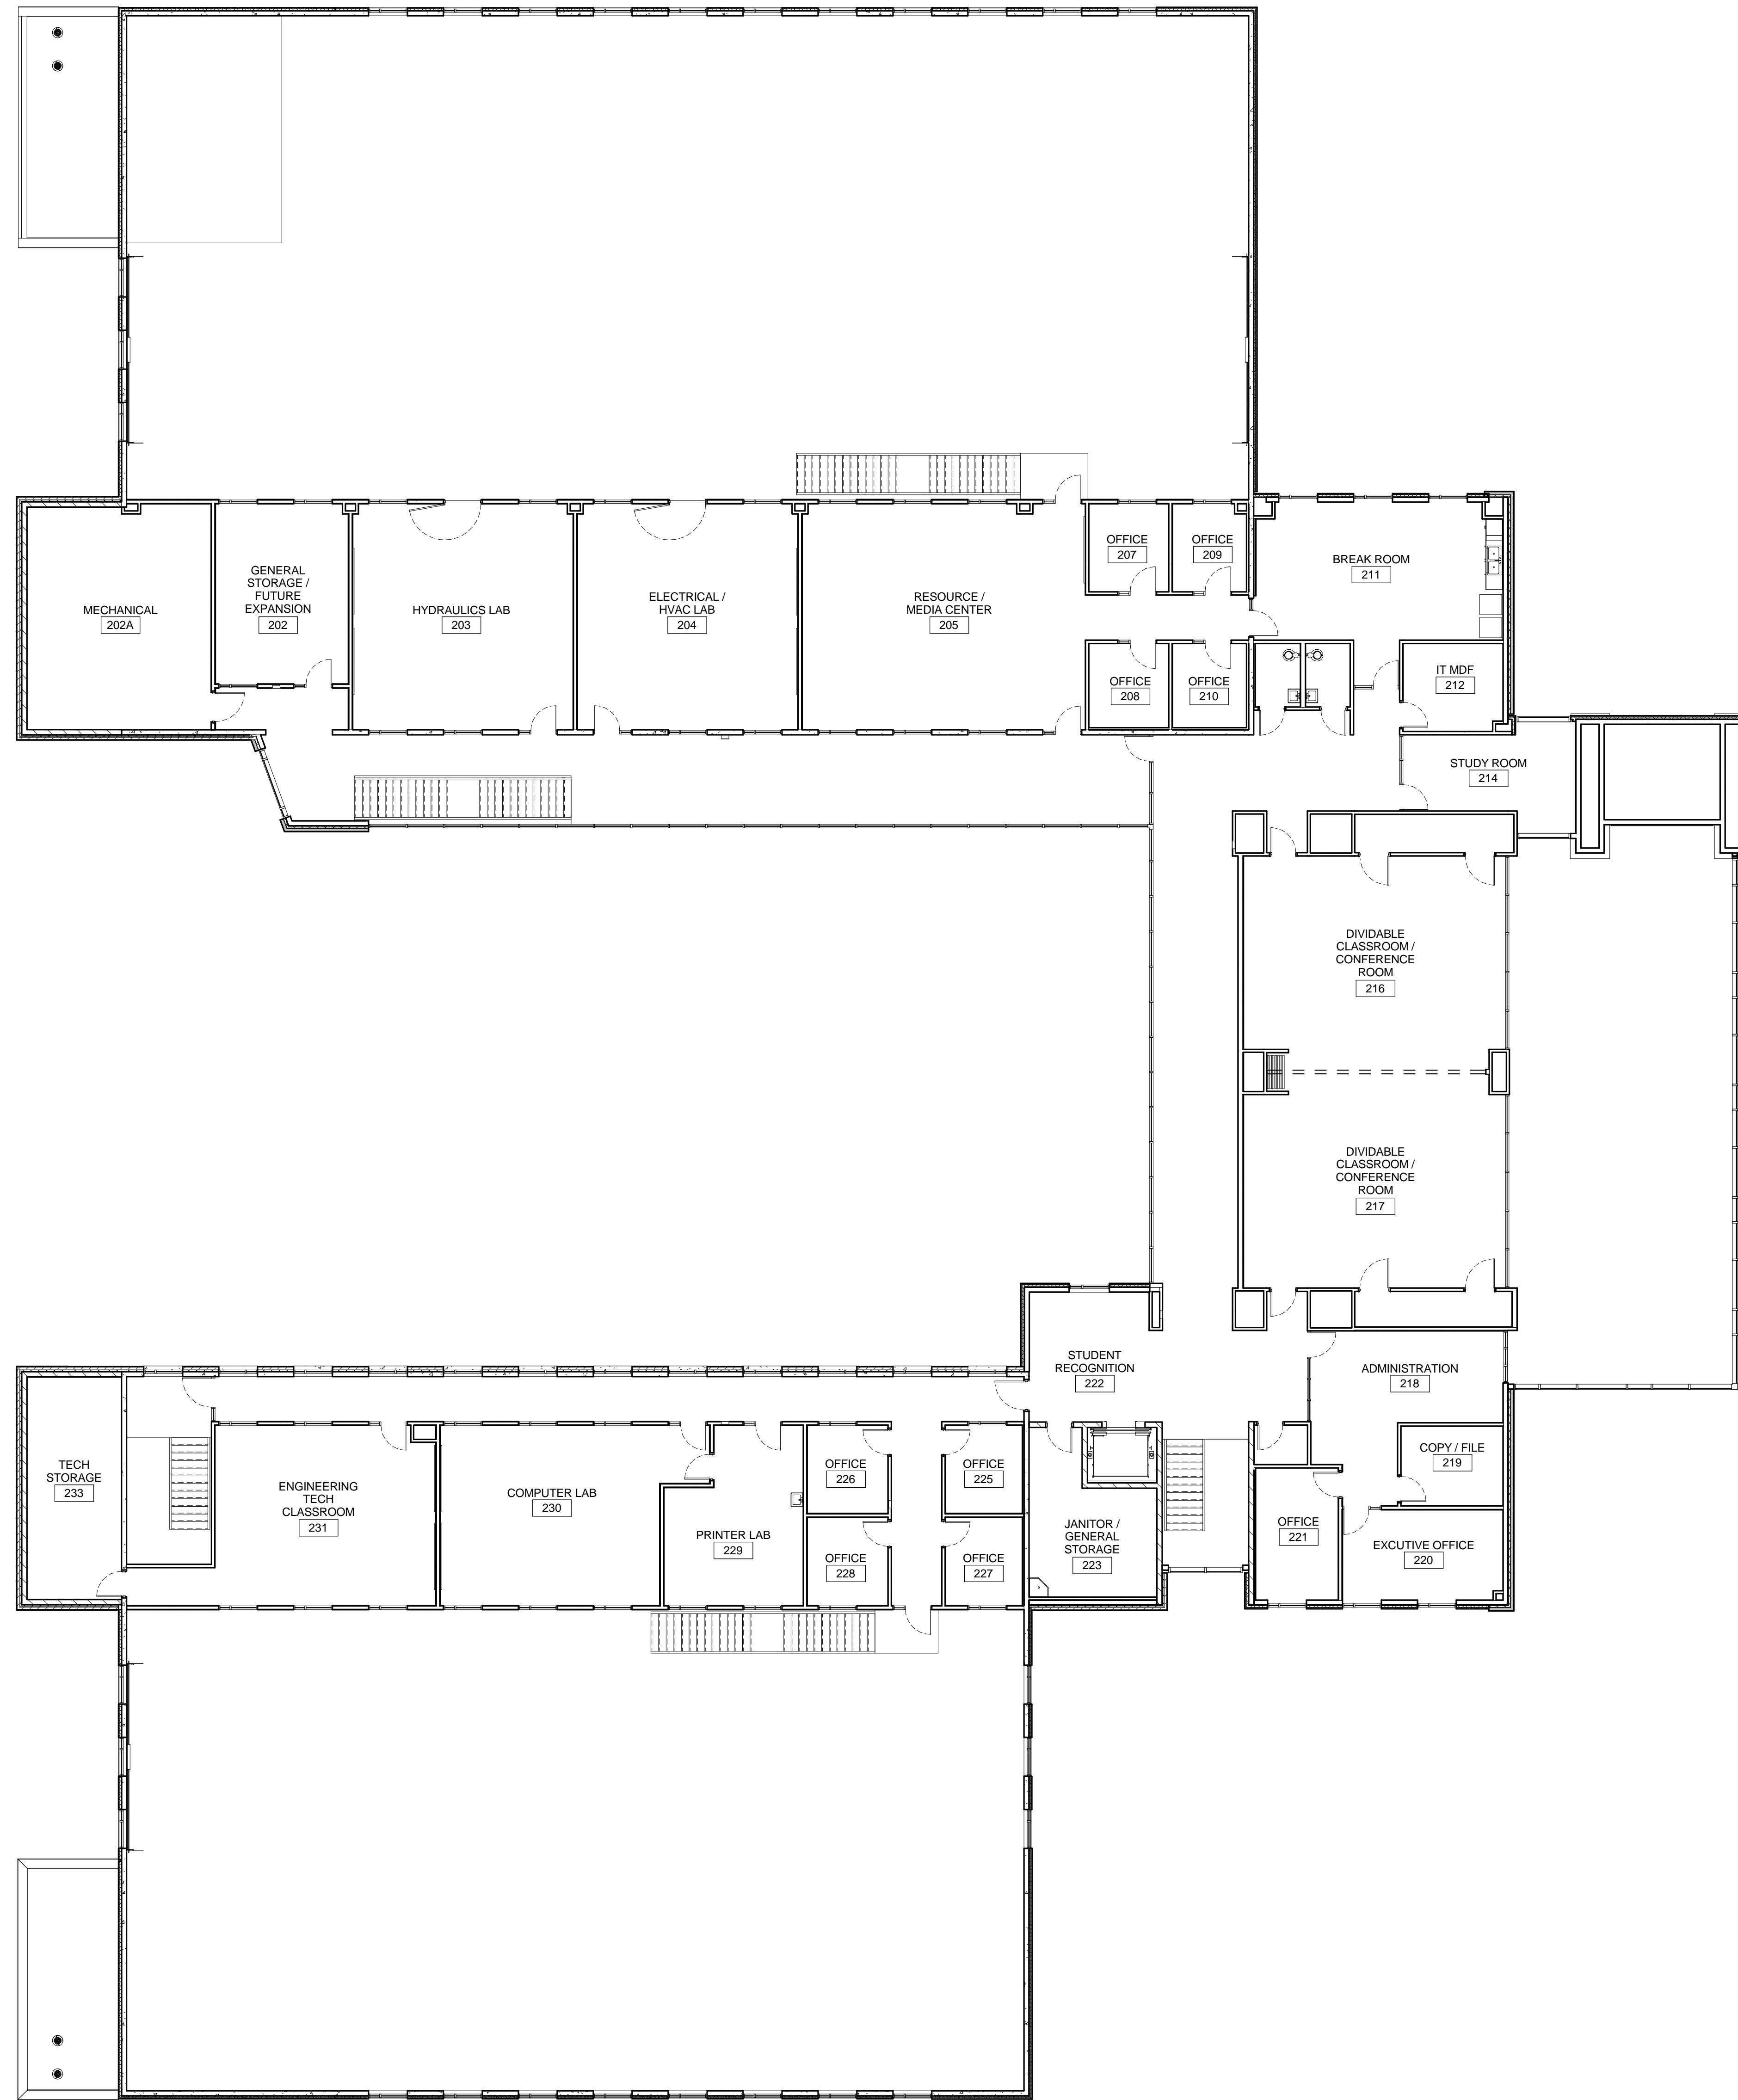 OFFICE
207
OFFICE
209
BREAK ROOM
211
GENERAL
STORAGE /
FUTURE
EXPANSION
202
MECHANICAL
202A
HYDRAULICS LAB
203
ELECTRICAL /
HVAC LAB
204
RESOURCE /
MEDIA CENTER
205
OFFICE
208
OFFICE
210
IT MDF
212
STUDY ROOM
214
DIVIDABLE
CLASSROOM /
CONFERENCE
ROOM
216
DIVIDABLE
CLASSROOM /
CONFERENCE
ROOM
217
STUDENT
RECOGNITION
222
ADMINISTRATION
218
COPY / FILE
219
TECH
STORAGE
233
ENGINEERING
TECH
CLASSROOM
231
COMPUTER LAB
230
OFFICE
226
OFFICE
225
PRINTER LAB
229
OFFICE
228
OFFICE
227
JANITOR /
GENERAL
STORAGE
223
OFFICE
221
EXCUTIVE OFFICE
220